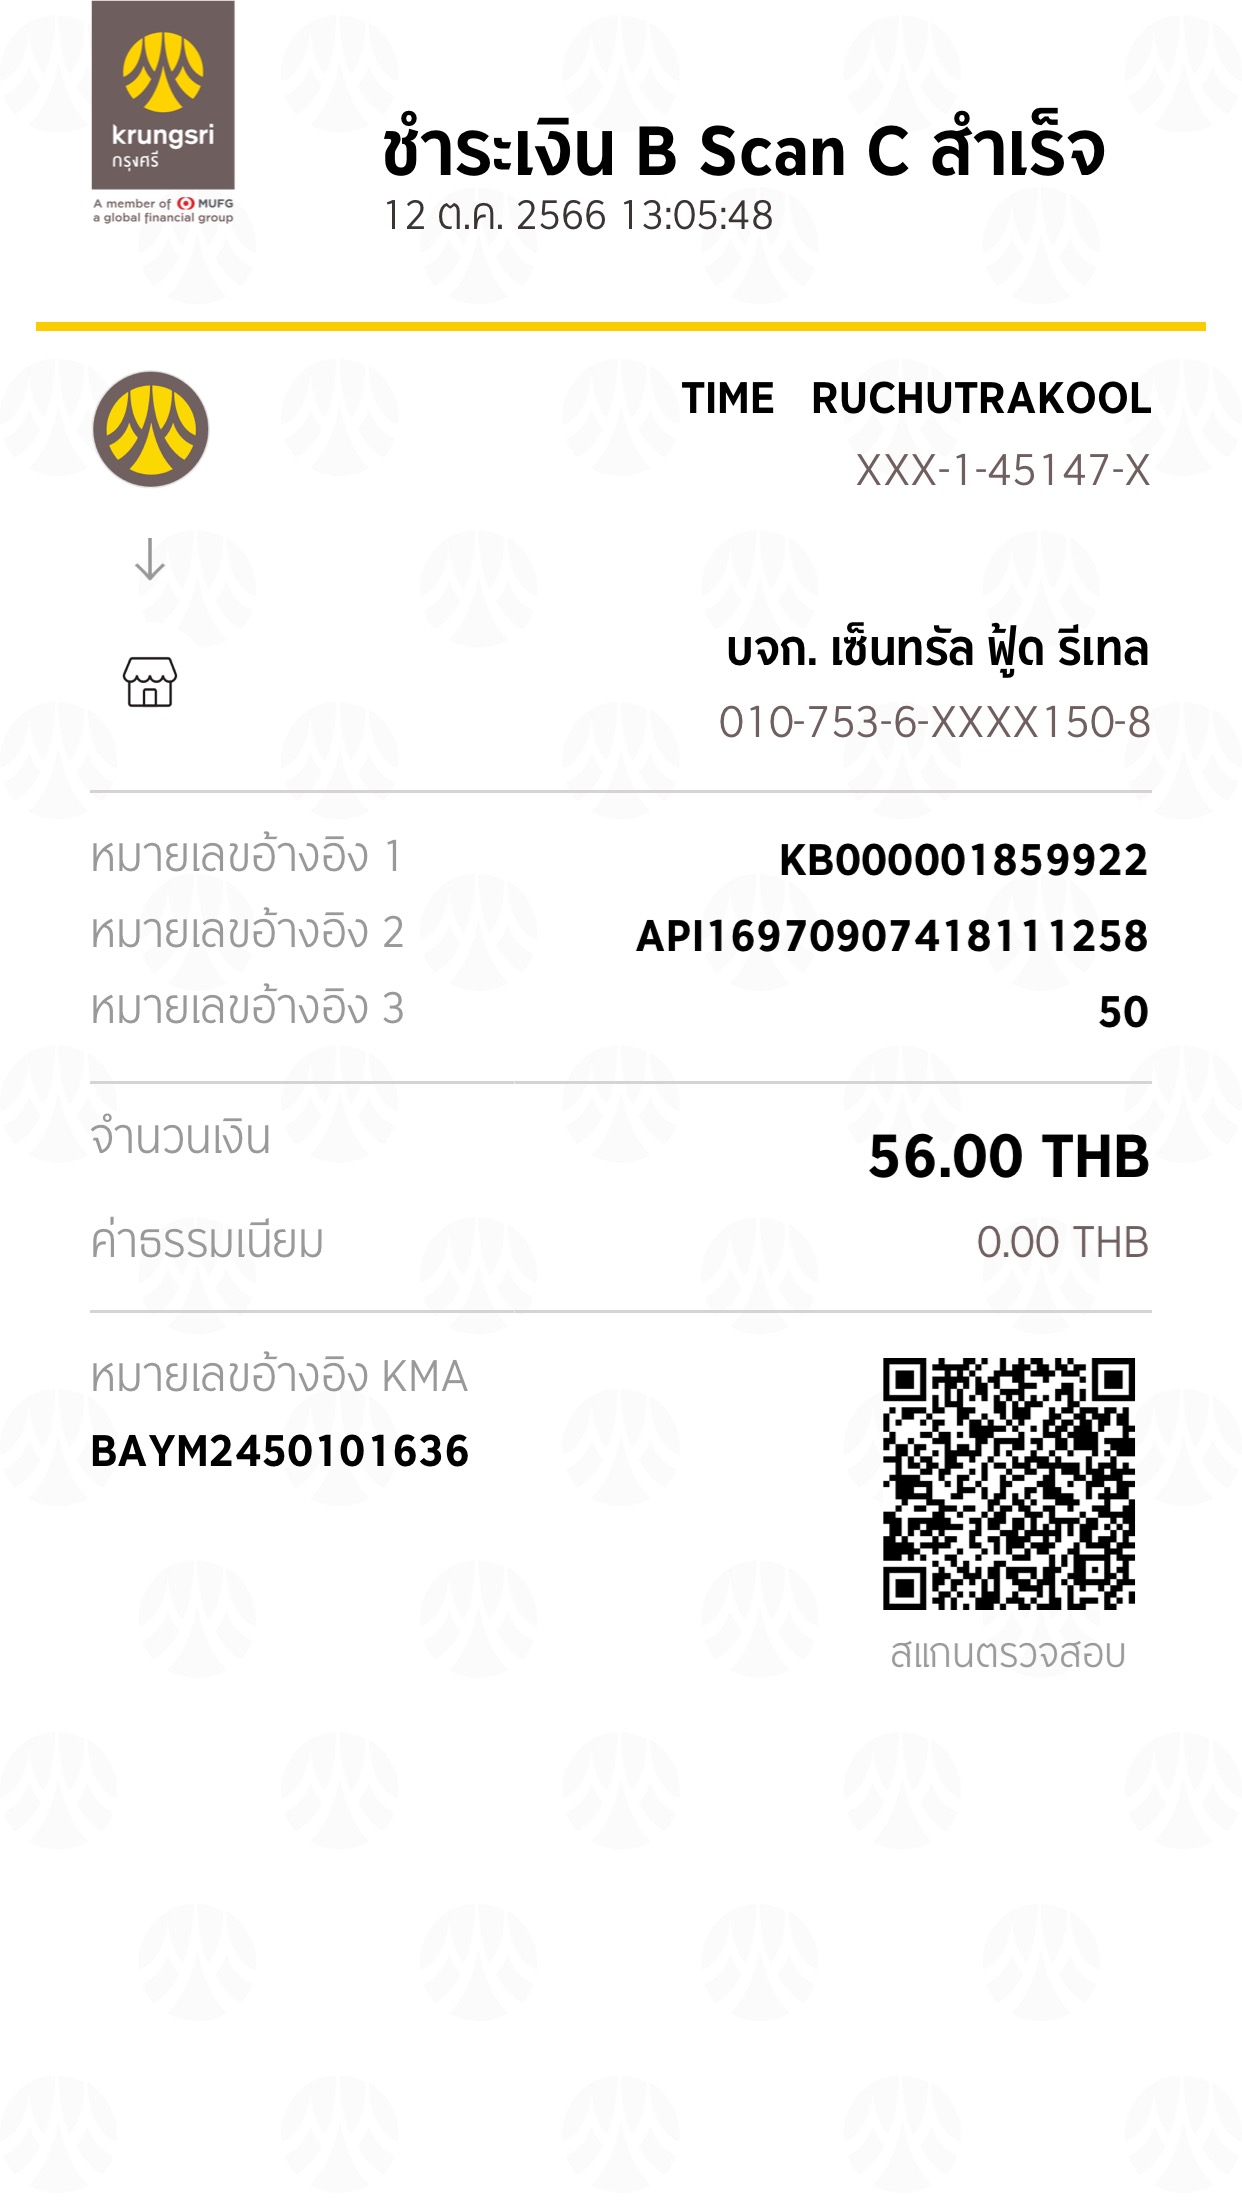 krungsri
กรุงศรี
A member of MUFG
a global financial group
ชำระเงิน B Scan C สำเร็จ
12 ต.ค. 2566 13:05:48
TIME RUCHUTRAKOOL
XXX-1-45147-X
บจก. เซ็นทรัล ฟู้ด รีเทล
010-753-6-XXXX150-8
หมายเลขอ้างอิง 1 KB000001859922
หมายเลขอ้างอิง 2 API16970907418111258
หมายเลขอ้างอิง 3 50
จำนวนเงิน 56.00 THB
ค่าธรรมเนียม 0.00 THB
หมายเลขอ้างอิง KMA
BAYM2450101636
สแกนตรวจสอบ